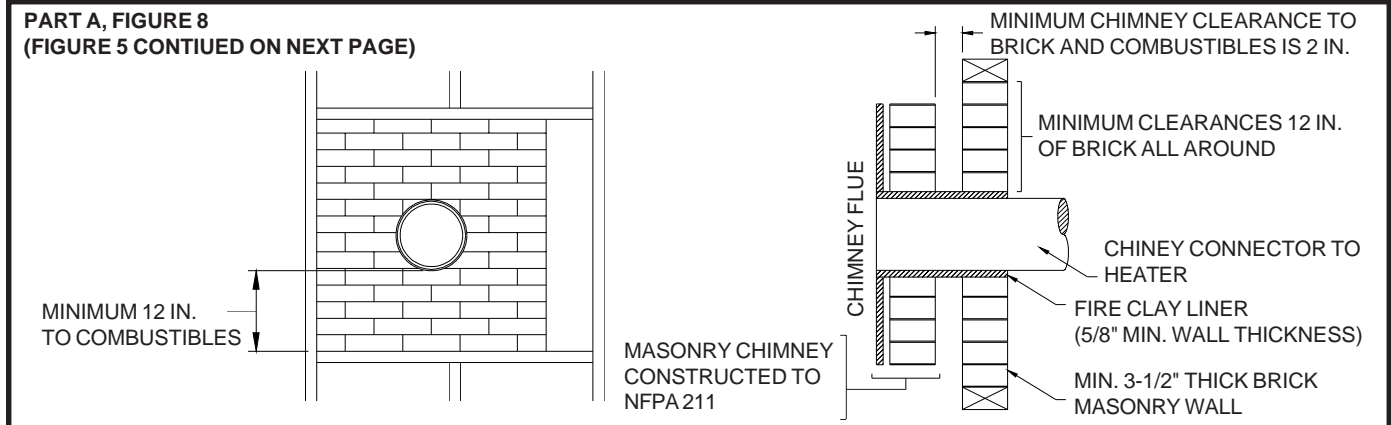 PART A, FIGURE 8
(FIGURE 5 CONTIUED ON NEXT PAGE)
MINIMUM CHIMNEY CLEARANCE TO
BRICK AND COMBUSTIBLES IS 2 IN.
MINIMUM CLEARANCES 12 IN.
OF BRICK ALL AROUND
CHIMNEY FLUE
CHINEY CONNECTOR TO
HEATER
MINIMUM 12 IN.
TO COMBUSTIBLES
FIRE CLAY LINER
(5/8" MIN. WALL THICKNESS)
MASONRY CHIMNEY
CONSTRUCTED TO
NFPA 211
MIN. 3-1/2" THICK BRICK
MASONRY WALL